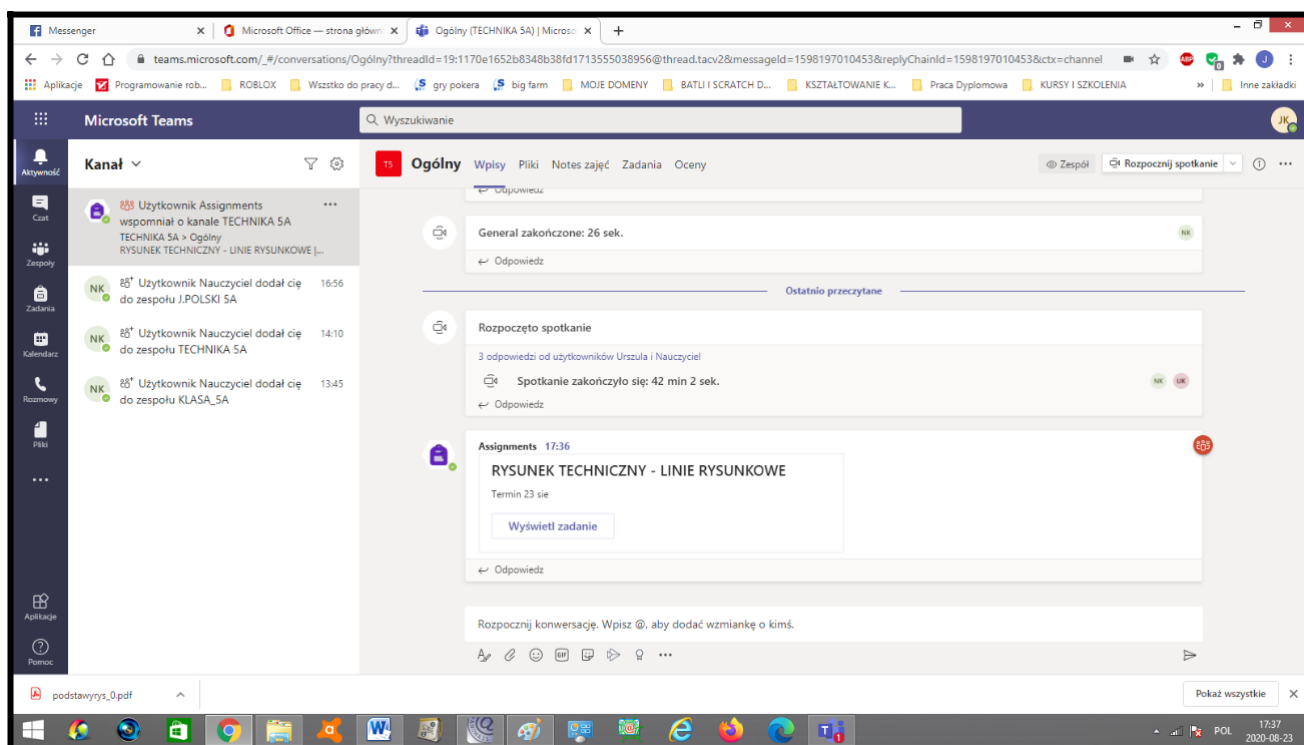 Messenger
Microsoft Office — strona główn
Ogólny (TECHNIKA 5A) | Microso
teams.microsoft.com/_#/conversations/Ogólny?threadId=19:1170e1652b8348b38fd1713555038956@thread.tacv2&messageId=1598197010453&replyChainId=1598197010453&ctx=channel
ABP
J
Aplikacje
Programowanie rob...
ROBLOX
Wszstko do pracy d...
gry pokera
big farm
MOJE DOMENY
BATLI I SCRATCH D...
KSZTAŁTOWANIE K...
Praca Dyplomowa
KURSY I SZKOLENIA
»
Inne zakładki
Microsoft Teams
Wyszukiwanie
JK
Aktywność
Czat
Zespoły
Zadania
Kalendarz
Rozmowy
Pliki
Aplikacje
Pomoc
Kanał
Użytkownik Assignments
wspomniał o kanale TECHNIKA 5A
TECHNIKA 5A > Ogólny
RYSUNEK TECHNICZNY - LINIE RYSUNKOWE |...
NK
Użytkownik Nauczyciel dodał cię 16:56
do zespołu J.POLSKI 5A
NK
Użytkownik Nauczyciel dodał cię 14:10
do zespołu TECHNIKA 5A
NK
Użytkownik Nauczyciel dodał cię 13:45
do zespołu KLASA_5A
T5
Ogólny Wpisy Pliki Notes zajęć Zadania Oceny
Zespół
Rozpocznij spotkanie
Odpowiedz
General zakończone: 26 sek.
NK
Odpowiedz
Ostatnio przeczytane
Rozpoczęto spotkanie
3 odpowiedzi od użytkowników Urszula i Nauczyciel
Spotkanie zakończyło się: 42 min 2 sek.
NK UK
Odpowiedz
Assignments 17:36
RYSUNEK TECHNICZNY - LINIE RYSUNKOWE
Termin 23 sie
Wyświetl zadanie
Odpowiedz
Rozpocznij konwersację. Wpisz @, aby dodać wzmiankę o kimś.
GIF
podstawyrys_0.pdf
Pokaż wszystkie
POL
17:37
2020-08-23